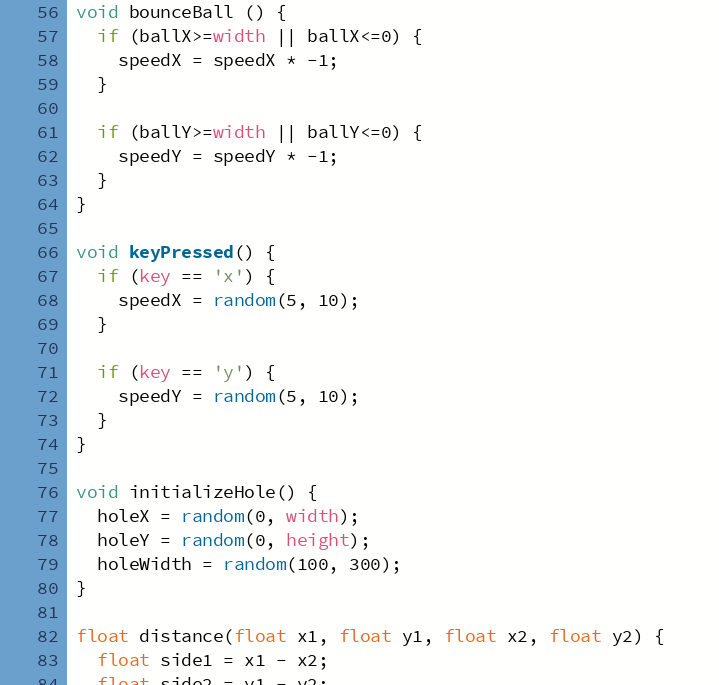 56 void bounceBall () {
57   if (ballX>=width || ballX<=0) {
58     speedX = speedX * -1;
59   }
60
61   if (ballY>=width || ballY<=0) {
62     speedY = speedY * -1;
63   }
64 }
65
66 void keyPressed() {
67   if (key == 'x') {
68     speedX = random(5, 10);
69   }
70
71   if (key == 'y') {
72     speedY = random(5, 10);
73   }
74 }
75
76 void initializeHole() {
77   holeX = random(0, width);
78   holeY = random(0, height);
79   holeWidth = random(100, 300);
80 }
81
82 float distance(float x1, float y1, float x2, float y2) {
83   float side1 = x1 - x2;
84   float side2 = y1 - y2;